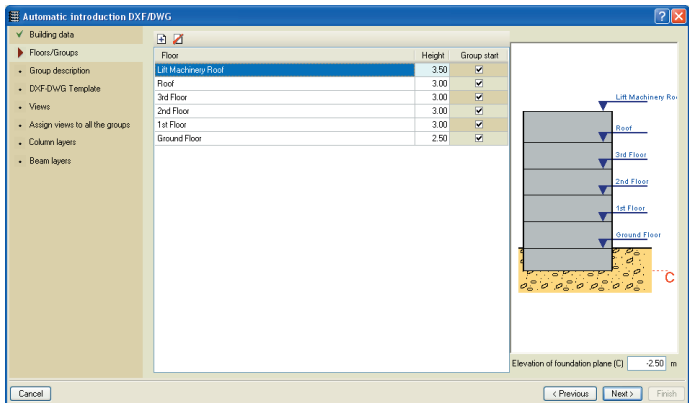 Automatic introduction DXF/DWG
Building data
Floors/Groups
Group description
DXF-DWG Template
Views
Assign views to all the groups
Column layers
Beam layers
Floor Height Group start
Lift Machinery Roof 3.50
Roof 3.00
3rd Floor 3.00
2nd Floor 3.00
1st Floor 3.00
Ground Floor 2.50
Lift Machinery Ro
Roof
3rd Floor
2nd Floor
1st Floor
Ground Floor
C
Elevation of foundation plane (C) -2.50 m
Cancel
< Previous
Next >
Finish